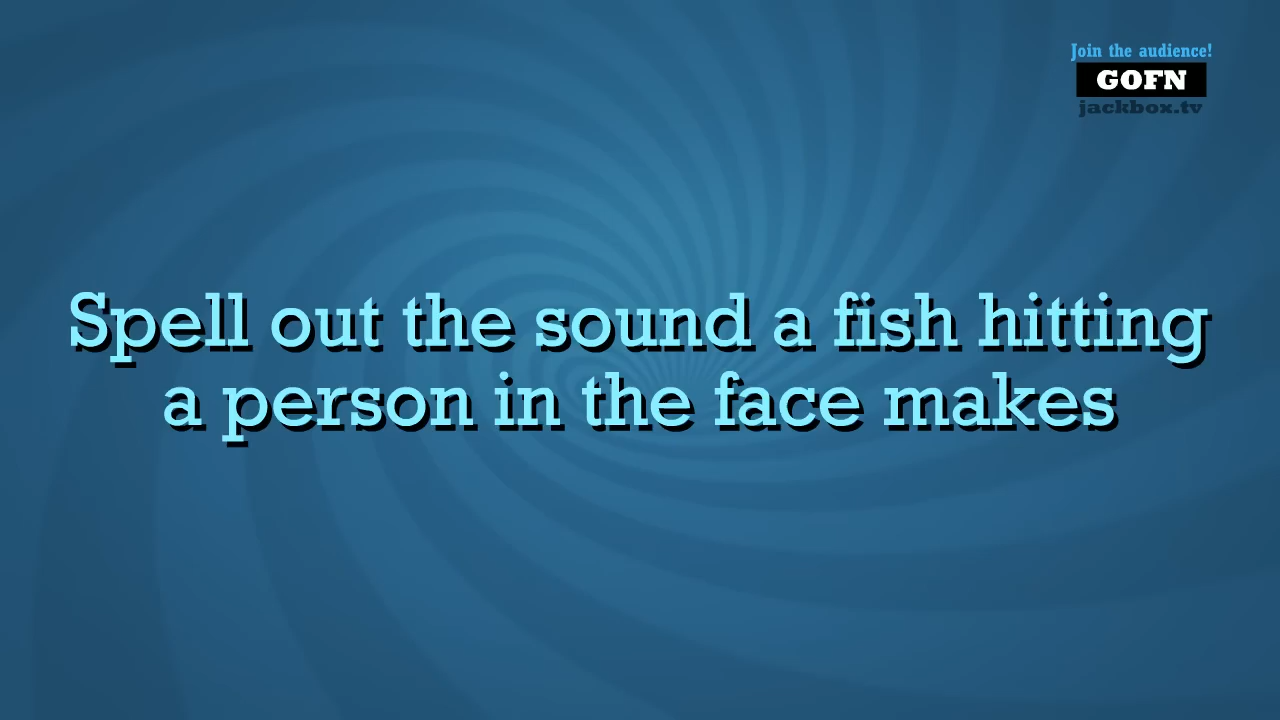 Join the audience!
GOFN
jackbox.tv
Spell out the sound a fish hitting
a person in the face makes